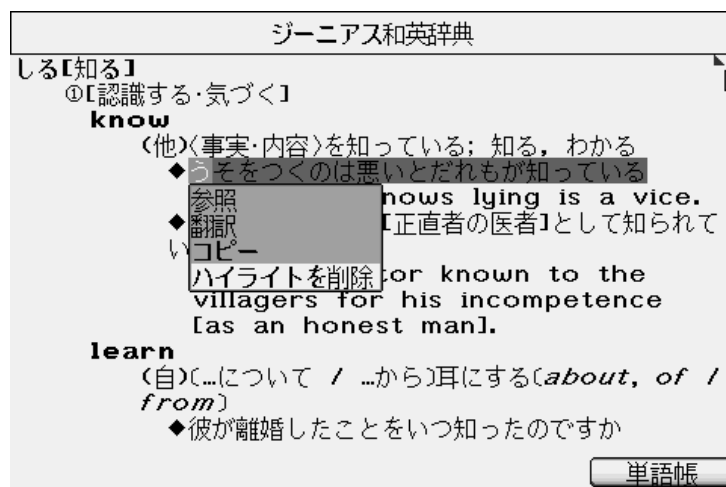 ジーニアス和英辞典
しる[知る]
①[認識する·気づく]
know
(他)〈事実·内容〉を知っている; 知る, わかる
◆うそをつくのは悪いとだれもが知っている
参照
nows lying is a vice.
◆翻訳
[正直者の医者]として知られて
い
コピー
ハイライトを削除
tor known to the
villagers for his incompetence
[as an honest man].
learn
(自)〔…について / …から〕耳にする〔about, of /
from〕
◆彼が離婚したことをいつ知ったのですか
単語帳